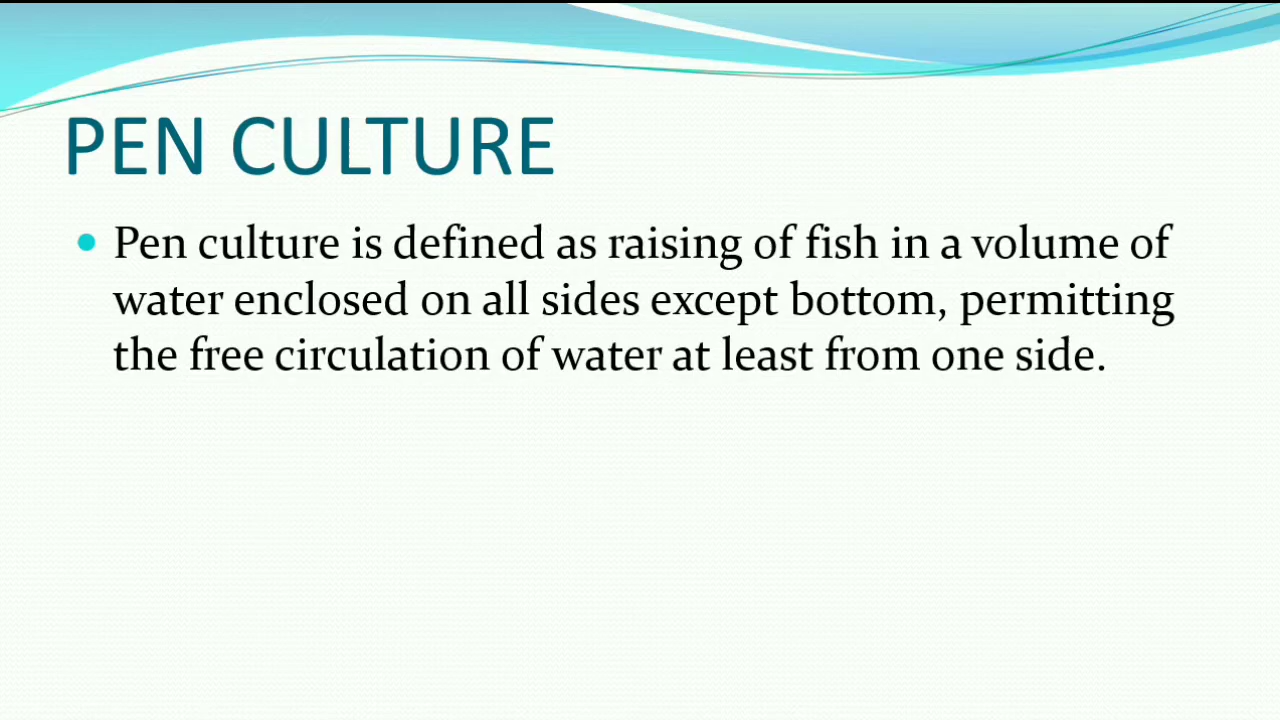 PEN CULTURE
• Pen culture is defined as raising of fish in a volume of
water enclosed on all sides except bottom, permitting
the free circulation of water at least from one side.